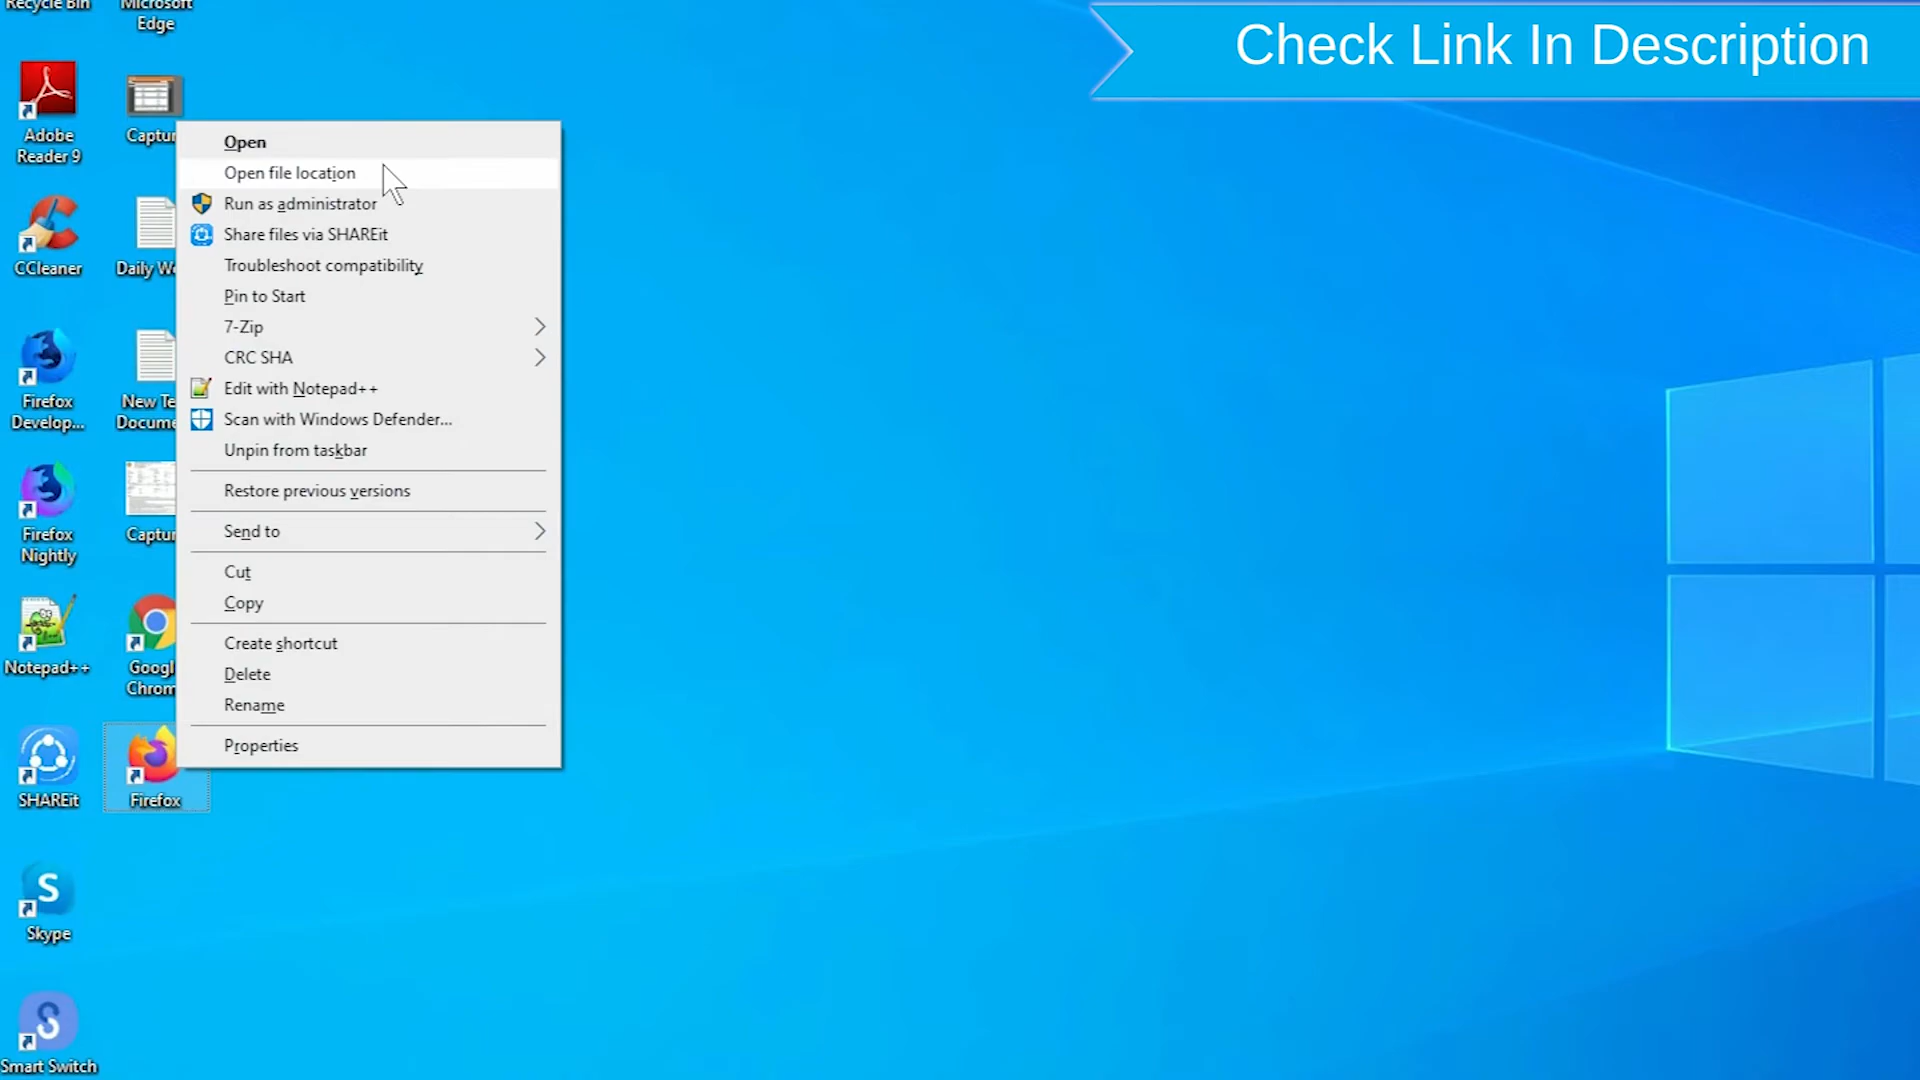 Recycle Bin
Microsoft
Edge
Check Link In Description
Adobe
Reader 9
Captur
CCleaner
Daily Wo
Firefox
Develop...
New Te
Docume
Firefox
Nightly
Captur
Notepad++
Googl
Chrom
SHAREit
Firefox
Skype
Smart Switch
Open
Open file location
Run as administrator
Share files via SHAREit
Troubleshoot compatibility
Pin to Start
7-Zip
CRC SHA
Edit with Notepad++
Scan with Windows Defender...
Unpin from taskbar
Restore previous versions
Send to
Cut
Copy
Create shortcut
Delete
Rename
Properties